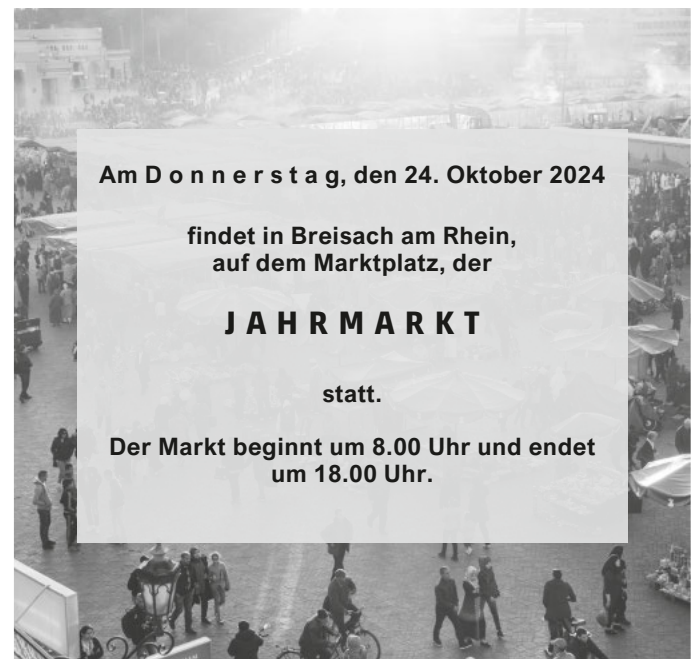 Am D o n n e r s t a g, den 24. Oktober 2024
findet in Breisach am Rhein,
auf dem Marktplatz, der
J A H R M A R K T
statt.
Der Markt beginnt um 8.00 Uhr und endet
um 18.00 Uhr.